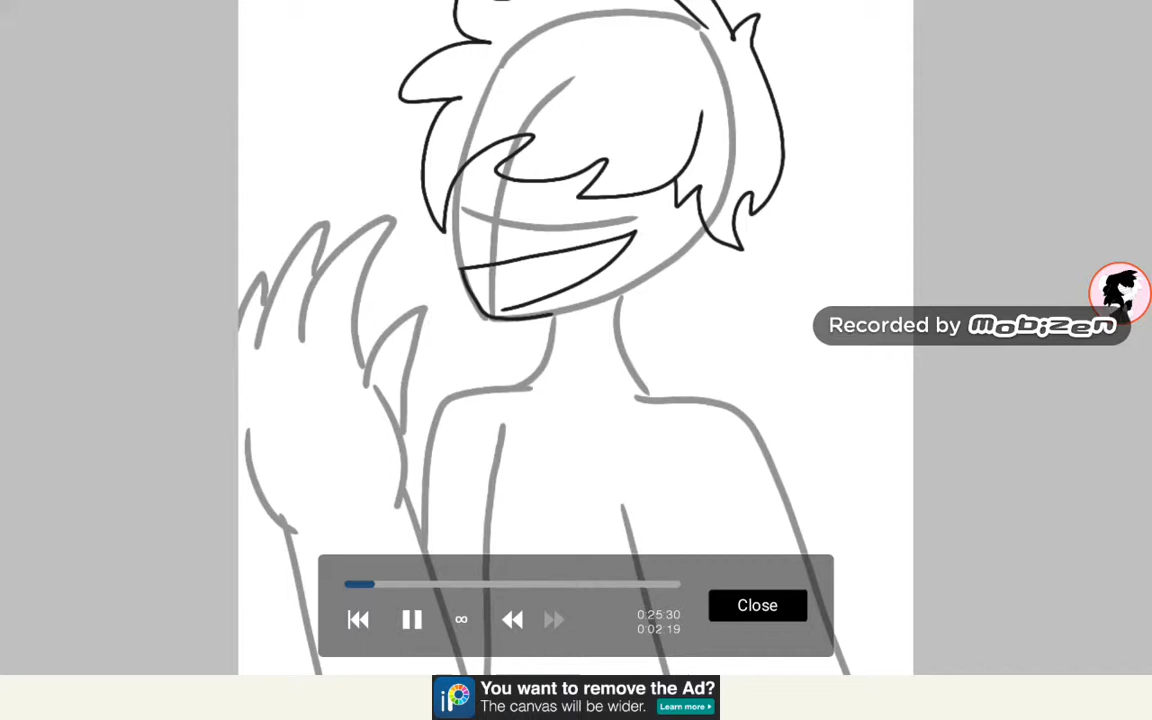 Recorded by mobizen
∞
0:25:30
0:02:19
Close
iP
You want to remove the Ad?
The canvas will be wider.
Learn more >